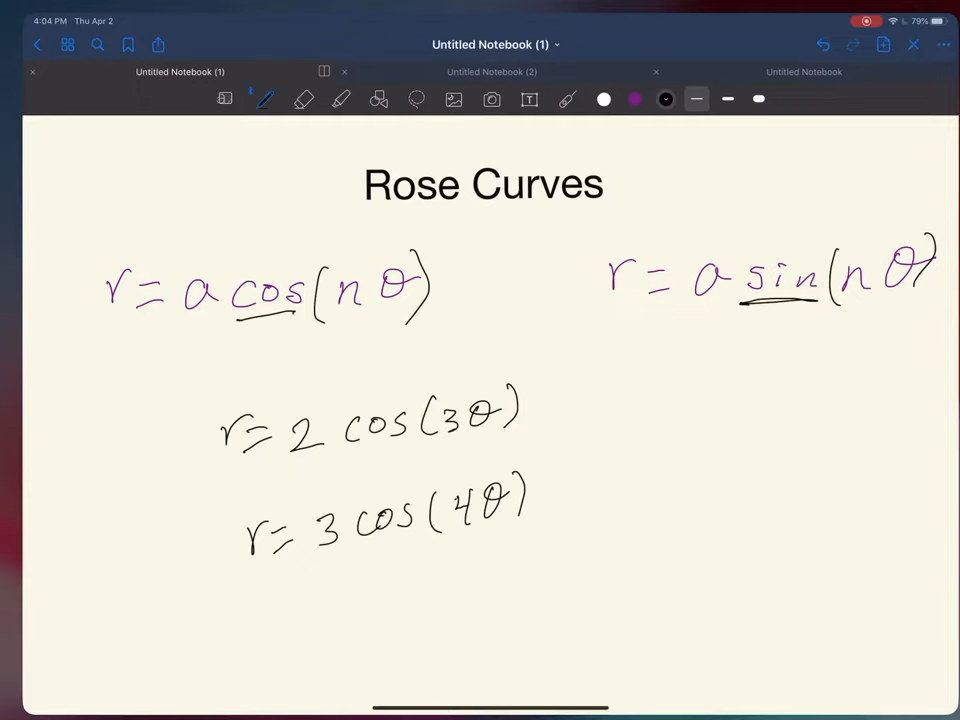 4:04 PM Thu Apr 2 79%
Untitled Notebook (1)
Untitled Notebook (1) Untitled Notebook (2) Untitled Notebook
T
Rose Curves
r = a cos(nθ) r = a sin(nθ)
r = 2 cos(3θ)
r = 3 cos(4θ)